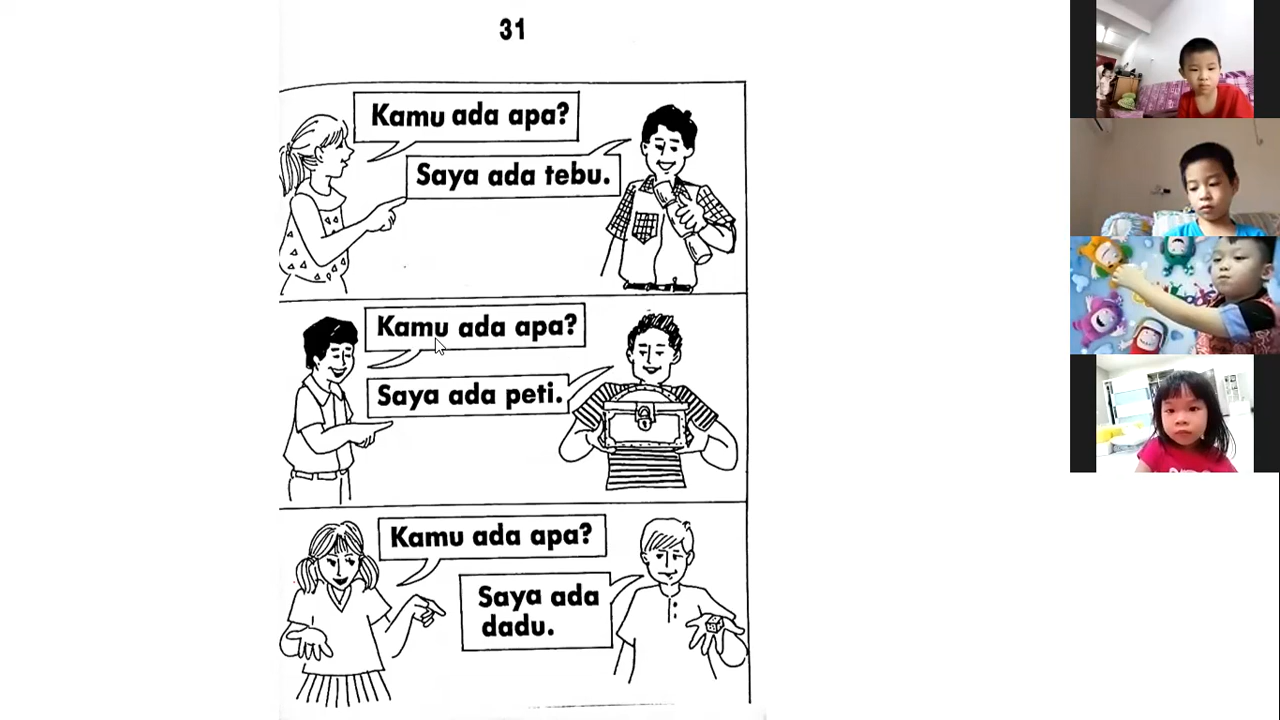 31
Kamu ada apa?
Saya ada tebu.
Kamu ada apa?
Saya ada peti.
Kamu ada apa?
Saya ada
dadu.